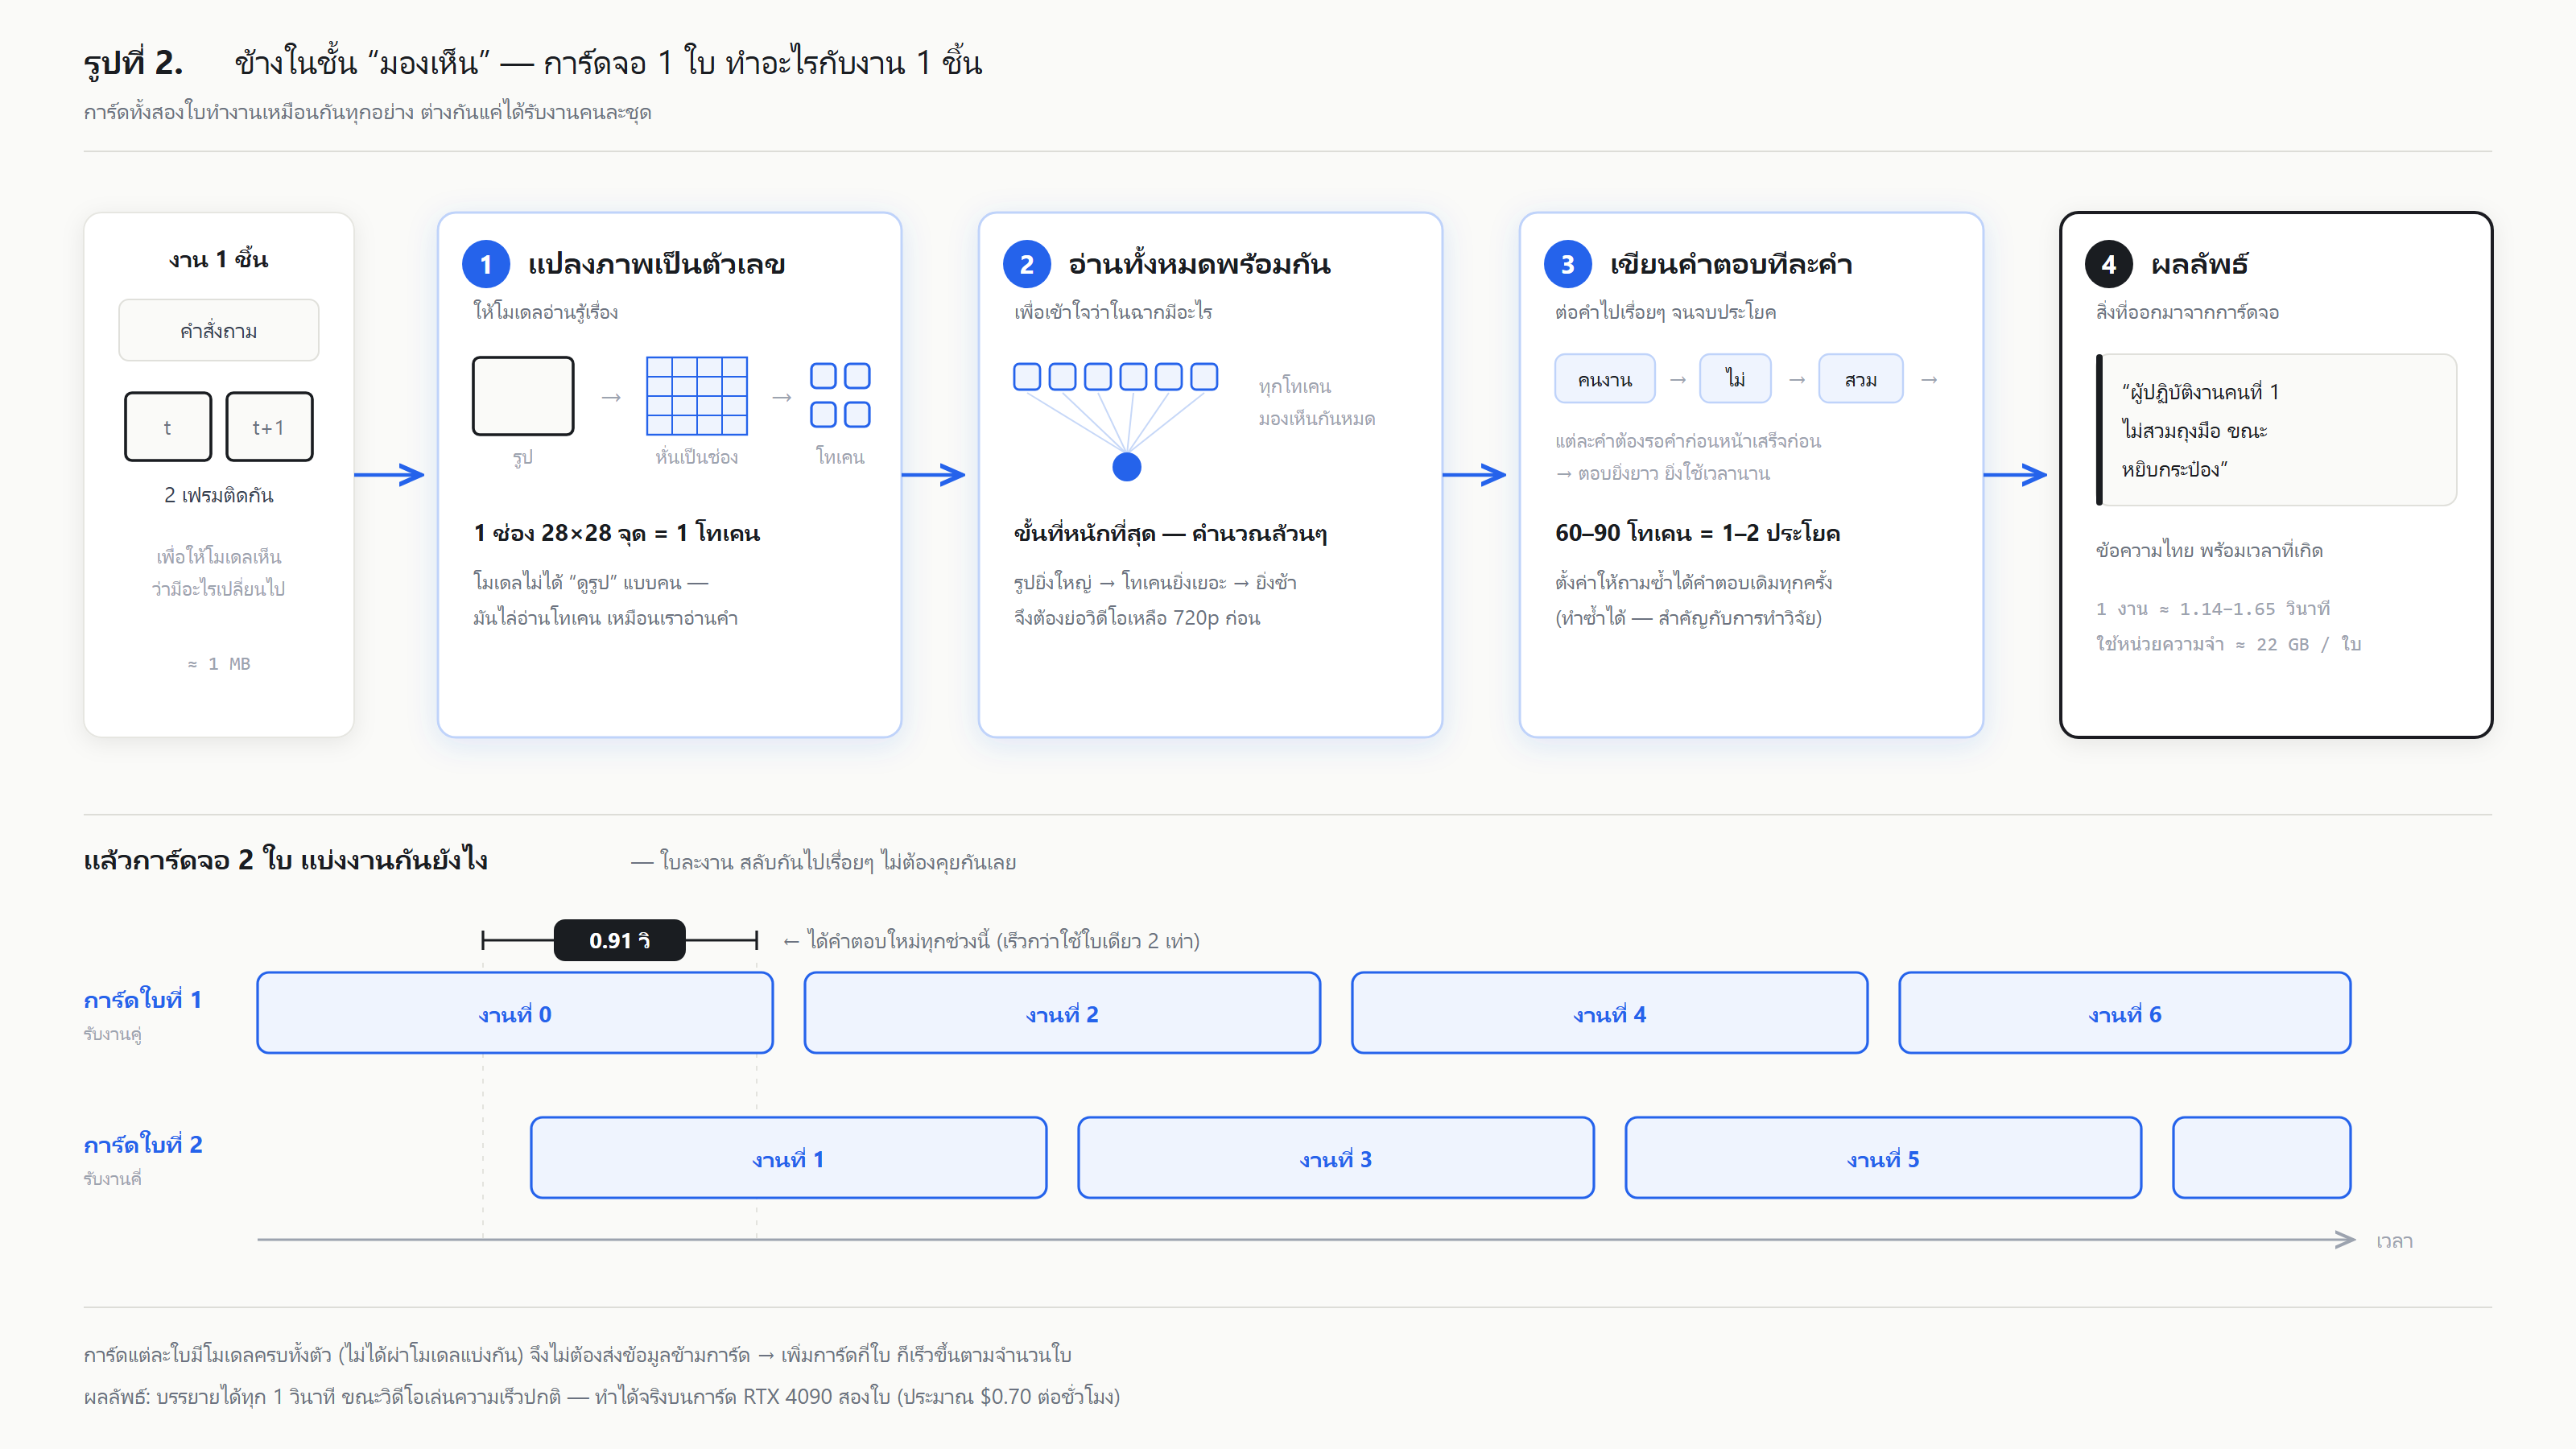 รูปที่ 2. ข้างในชั้น “มองเห็น” — การ์ดจอ 1 ใบ ทำอะไรกับงาน 1 ชิ้น
การ์ดทั้งสองใบทำงานเหมือนกันทุกอย่าง ต่างกันแค่ได้รับงานคนละชุด
งาน 1 ชิ้น
คำสั่งถาม
t
t+1
2 เฟรมติดกัน
เพื่อให้โมเดลเห็น
ว่ามีอะไรเปลี่ยนไป
≈ 1 MB
1 แปลงภาพเป็นตัวเลข
ให้โมเดลอ่านรู้เรื่อง
→
→
รูป
หั่นเป็นช่อง
โทเคน
1 ช่อง 28×28 จุด = 1 โทเคน
โมเดลไม่ได้ “ดูรูป” แบบคน —
มันไล่อ่านโทเคน เหมือนเราอ่านคำ
2 อ่านทั้งหมดพร้อมกัน
เพื่อเข้าใจว่าในฉากมีอะไร
ทุกโทเคน
มองเห็นกันหมด
ขั้นที่หนักที่สุด — คำนวณล้วนๆ
รูปยิ่งใหญ่ → โทเคนยิ่งเยอะ → ยิ่งช้า
จึงต้องย่อวิดีโอเหลือ 720p ก่อน
3 เขียนคำตอบทีละคำ
ต่อคำไปเรื่อยๆ จนจบประโยค
คนงาน → ไม่ → สวม →
แต่ละคำต้องรอคำก่อนหน้าเสร็จก่อน
→ ตอบยิ่งยาว ยิ่งใช้เวลานาน
60–90 โทเคน = 1–2 ประโยค
ตั้งค่าให้ถามซ้ำได้คำตอบเดิมทุกครั้ง
(ทำซ้ำได้ — สำคัญกับการทำวิจัย)
4 ผลลัพธ์
สิ่งที่ออกมาจากการ์ดจอ
“ผู้ปฏิบัติงานคนที่ 1
ไม่สวมถุงมือ ขณะ
หยิบกระป๋อง”
ข้อความไทย พร้อมเวลาที่เกิด
1 งาน ≈ 1.14–1.65 วินาที
ใช้หน่วยความจำ ≈ 22 GB / ใบ
แล้วการ์ดจอ 2 ใบ แบ่งงานกันยังไง — ใบละงาน สลับกันไปเรื่อยๆ ไม่ต้องคุยกันเลย
0.91 วิ ← ได้คำตอบใหม่ทุกช่วงนี้ (เร็วกว่าใช้ใบเดียว 2 เท่า)
การ์ดใบที่ 1
รับงานคู่
งานที่ 0
งานที่ 2
งานที่ 4
งานที่ 6
การ์ดใบที่ 2
รับงานคี่
งานที่ 1
งานที่ 3
งานที่ 5
เวลา
การ์ดแต่ละใบมีโมเดลครบทั้งตัว (ไม่ได้ผ่าโมเดลแบ่งกัน) จึงไม่ต้องส่งข้อมูลข้ามการ์ด → เพิ่มการ์ดกี่ใบ ก็เร็วขึ้นตามจำนวนใบ
ผลลัพธ์: บรรยายได้ทุก 1 วินาที ขณะวิดีโอเล่นความเร็วปกติ — ทำได้จริงบนการ์ด RTX 4090 สองใบ (ประมาณ $0.70 ต่อชั่วโมง)